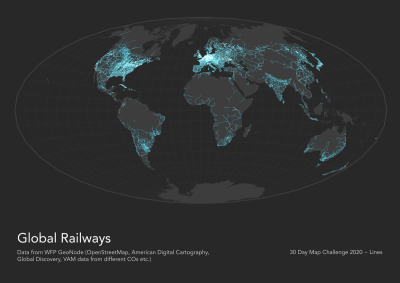 Global Railways
Data from WFP GeoNode (OpenStreetMap, American Digital Cartography,
Global Discovery, VAM data from different COs etc.)
30 Day Map Challenge 2020 – Lines